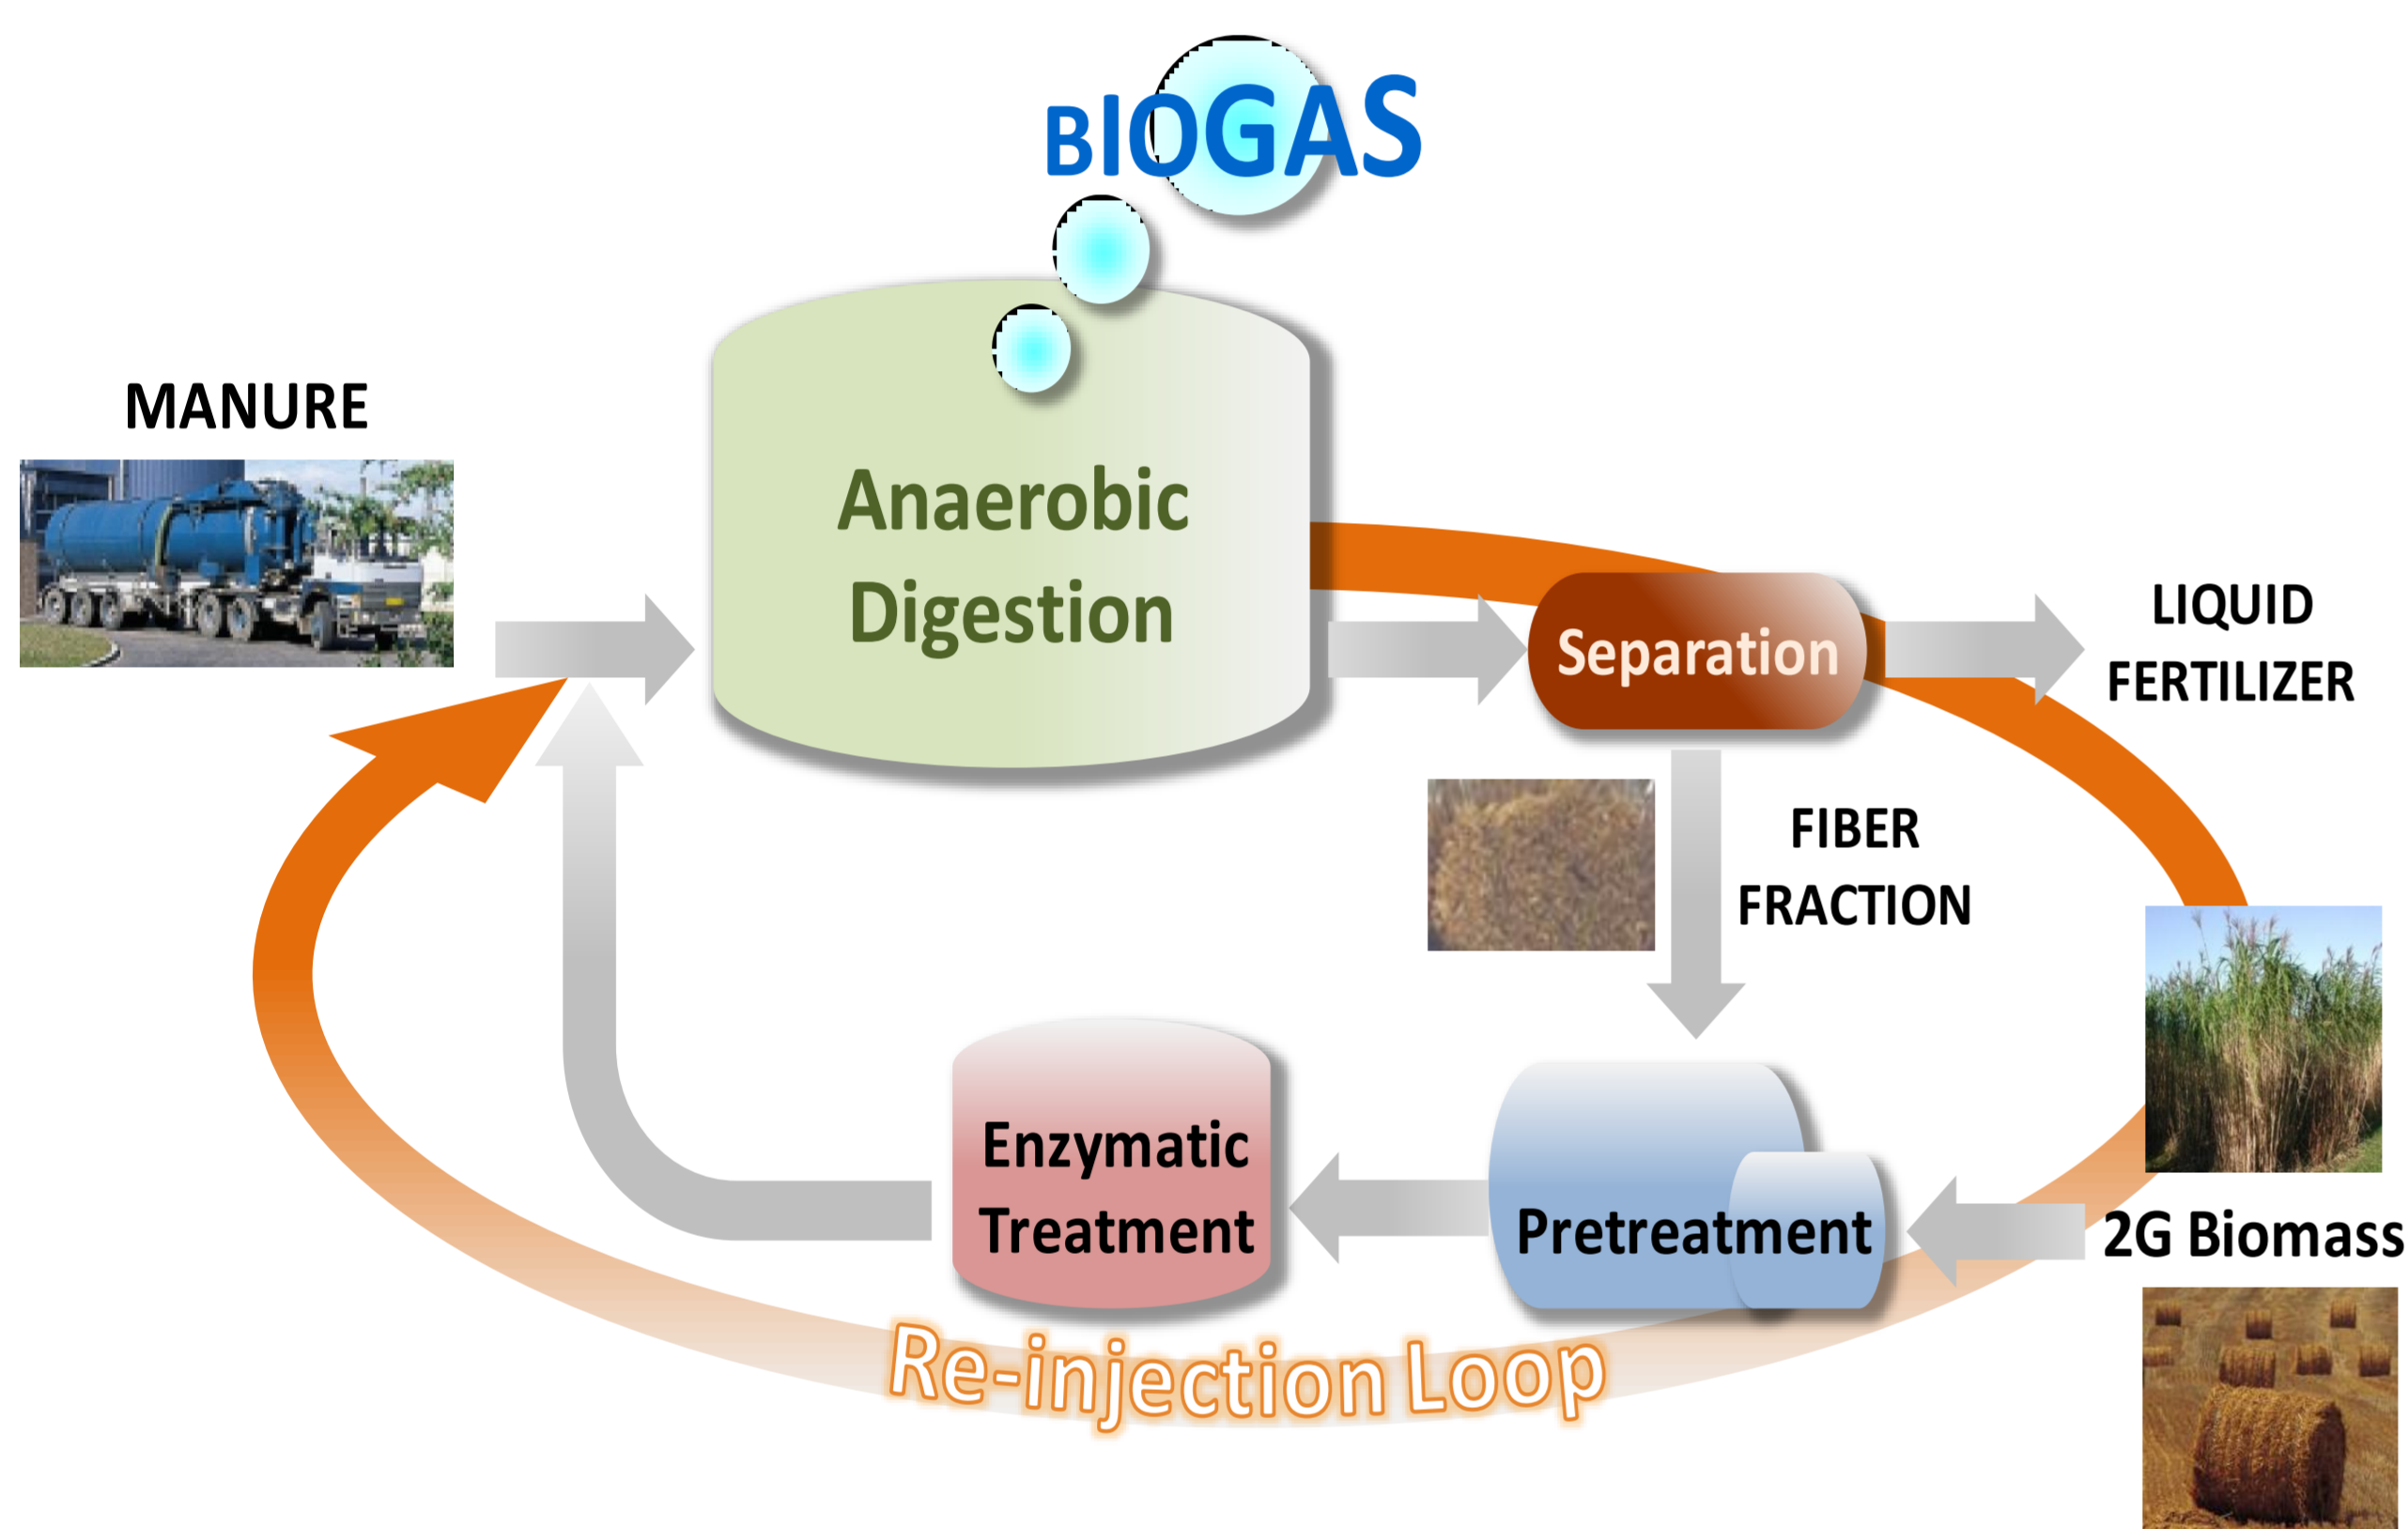 BIOGAS
MANURE
Anaerobic
Digestion
Separation
LIQUID
FERTILIZER
FIBER
FRACTION
Enzymatic
Treatment
Pretreatment
2G Biomass
Re-injection Loop